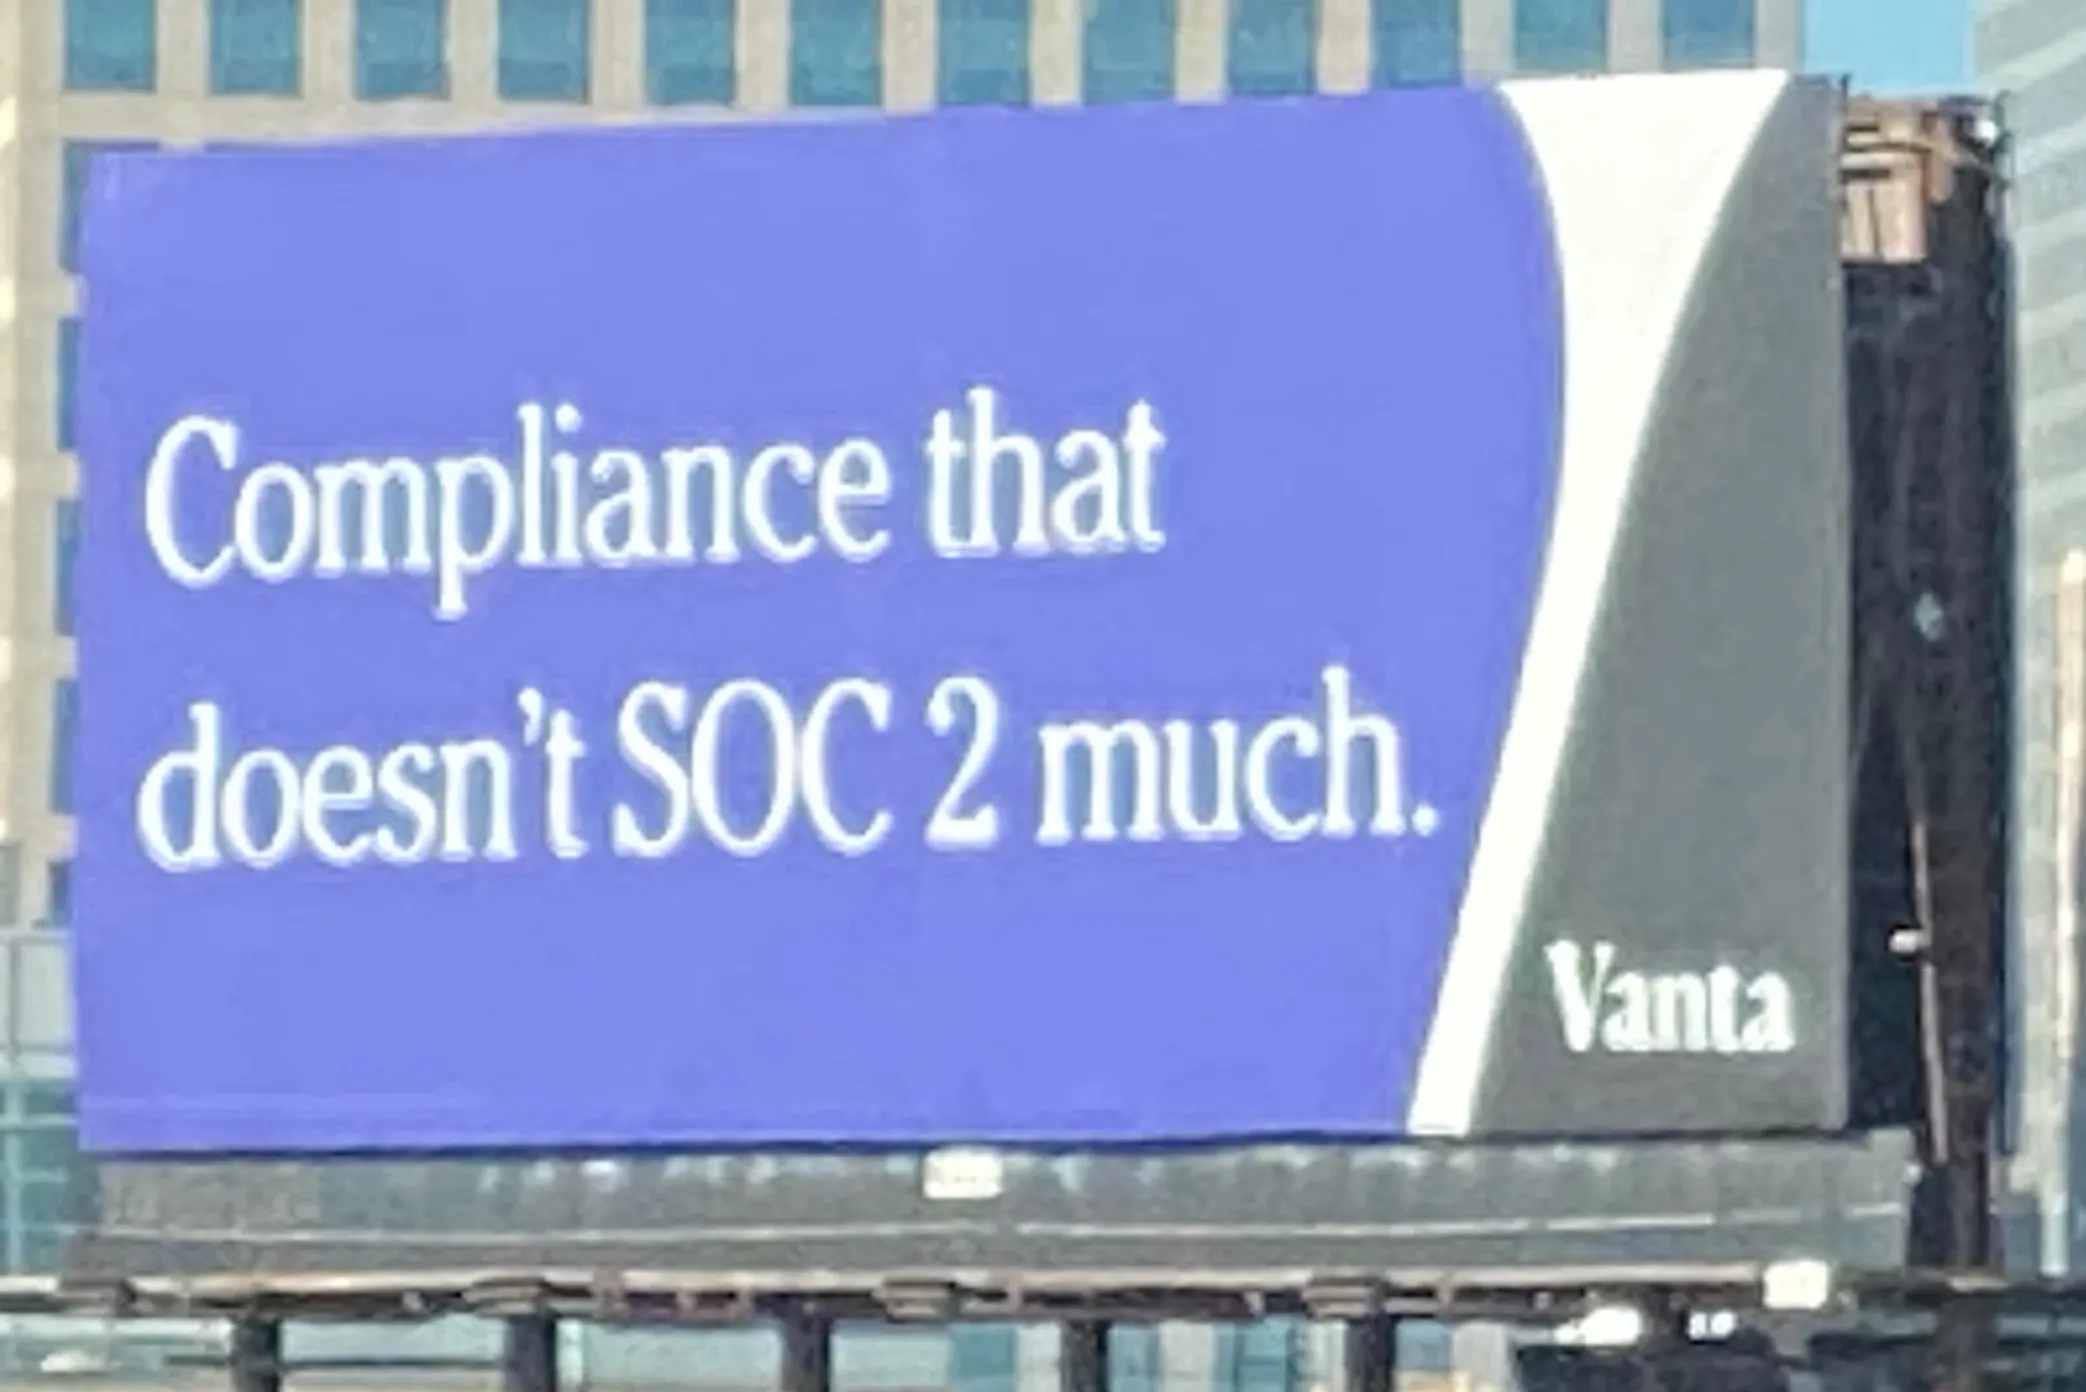 Compliance that
doesn't SOC 2 much.
Vanta